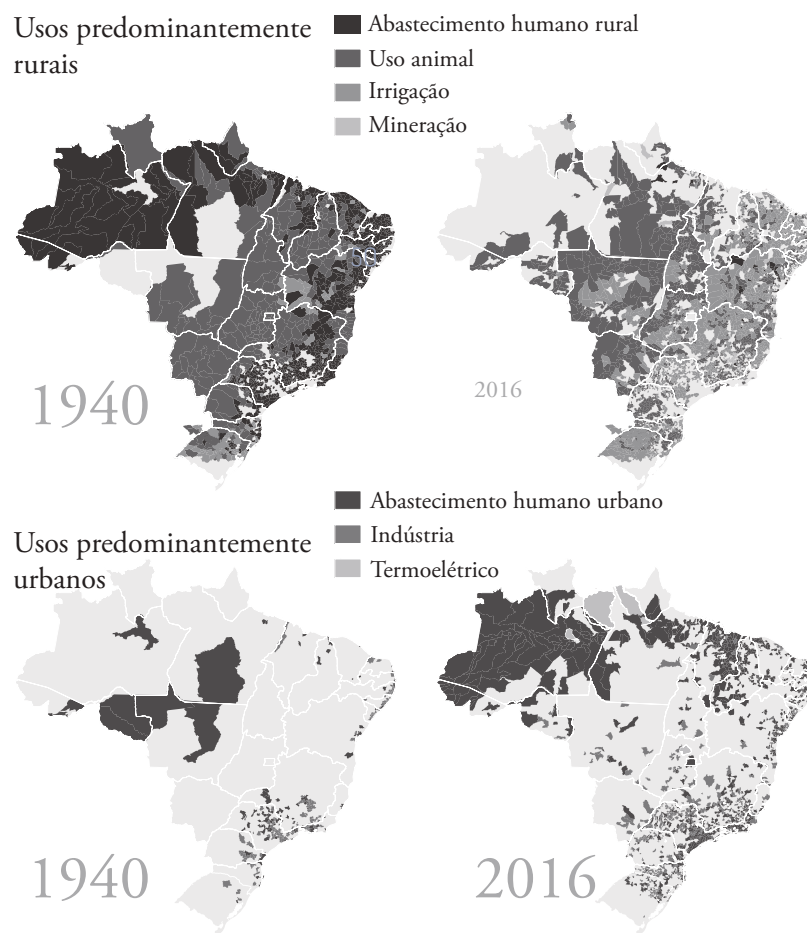 Usos predominantemente
rurais
Abastecimento humano rural
Uso animal
Irrigação
Mineração
1940
2016
Usos predominantemente
urbanos
Abastecimento humano urbano
Indústria
Termoelétrico
1940
2016